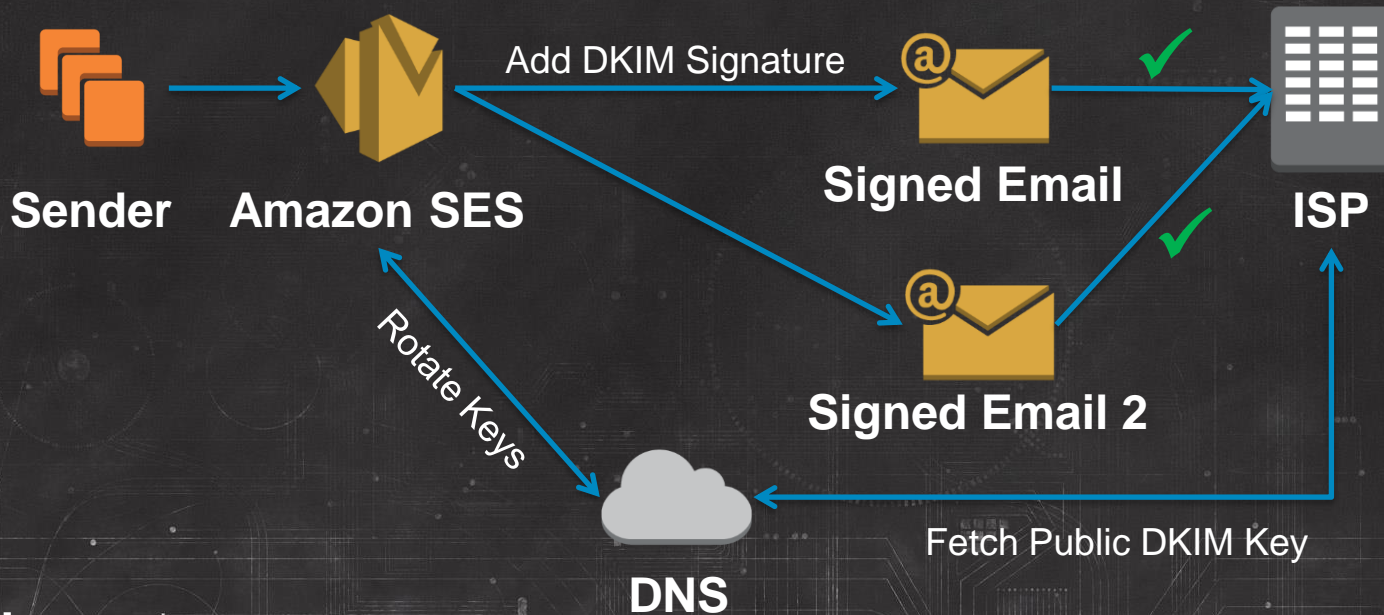 Add DKIM Signature
@
Signed Email
Sender
Amazon SES
ISP
@
Signed Email 2
Rotate Keys
Fetch Public DKIM Key
DNS